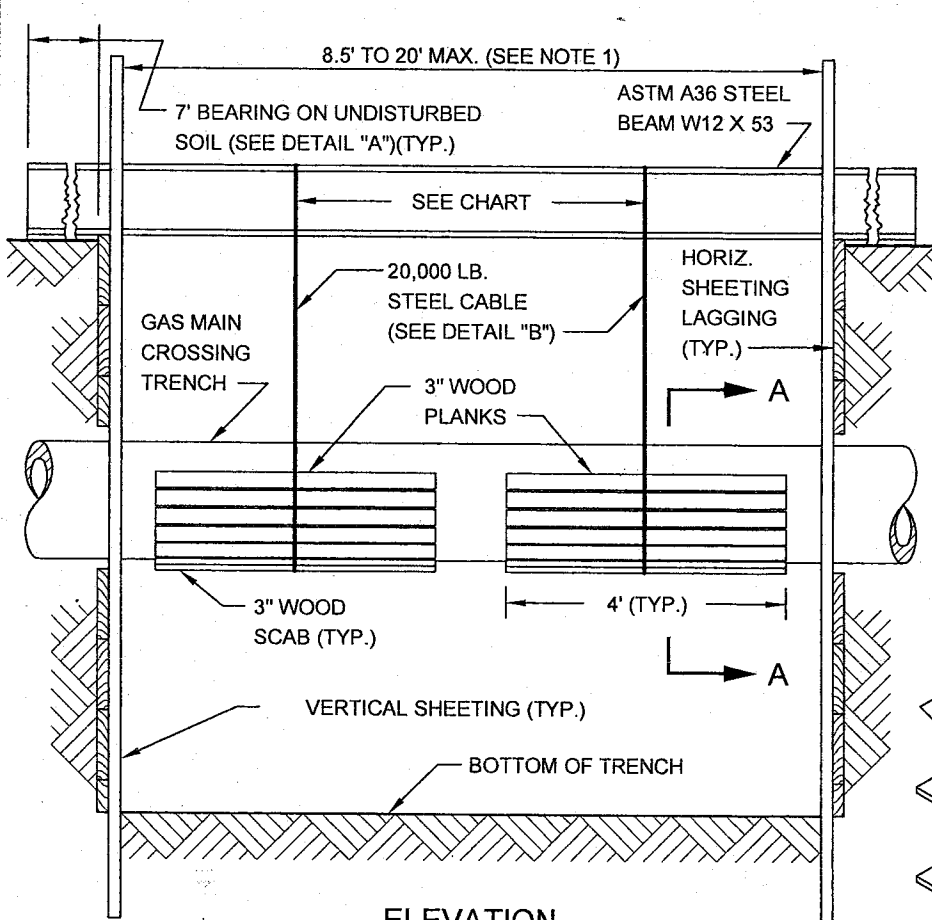 8.5' TO 20' MAX. (SEE NOTE 1)
7' BEARING ON UNDISTURBED
SOIL (SEE DETAIL "A")(TYP.)
ASTM A36 STEEL
BEAM W12 X 53
SEE CHART
20,000 LB.
STEEL CABLE
(SEE DETAIL "B")
HORIZ.
SHEETING
LAGGING
(TYP.)
GAS MAIN
CROSSING
TRENCH
3" WOOD
PLANKS
A
3" WOOD
SCAB (TYP.)
4' (TYP.)
A
VERTICAL SHEETING (TYP.)
BOTTOM OF TRENCH
ELEVATION